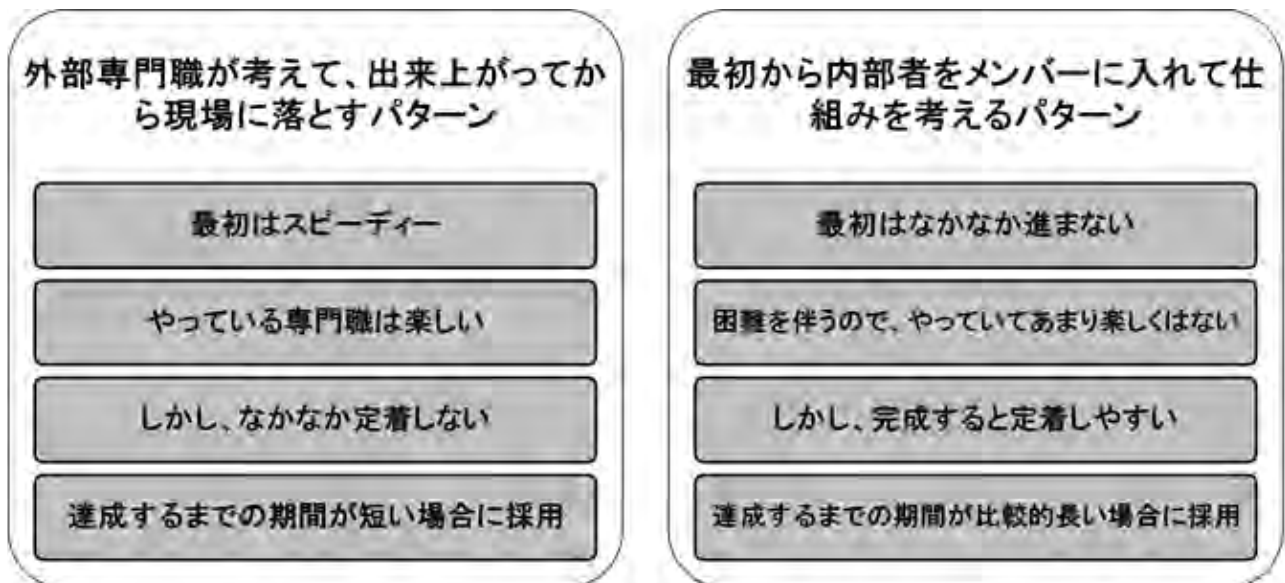 外部専門職が考えて、出来上がってか
ら現場に落とすパターン
最初はスピーディー
やっている専門職は楽しい
しかし、なかなか定着しない
達成するまでの期間が短い場合に採用
最初から内部者をメンバーに入れて仕
組みを考えるパターン
最初はなかなか進まない
困難を伴うので、やっていてあまり楽しくはない
しかし、完成すると定着しやすい
達成するまでの期間が比較的長い場合に採用